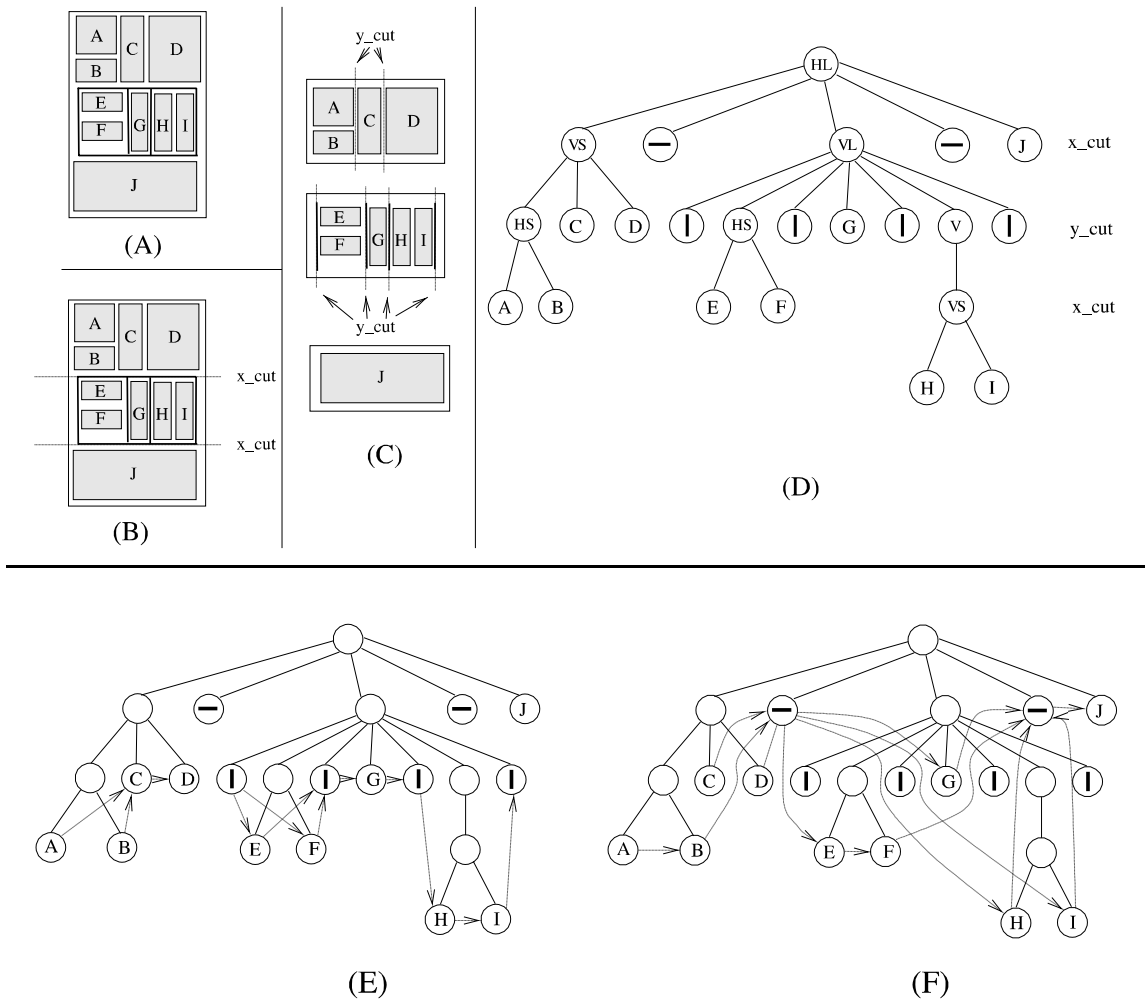 A
C
D
B
E
F
G
H
I
J
(A)
A
C
D
B
x_cut
E
F
G
H
I
x_cut
J
(B)
y_cut
A
C
D
B
E
F
G
H
I
y_cut
J
(C)
HL
VS
VL
J
x_cut
HS
C
D
HS
G
V
y_cut
A
B
E
F
VS
x_cut
H
I
(D)
J
C
D
G
A
B
E
F
H
I
(E)
J
C
D
G
A
B
E
F
H
I
(F)